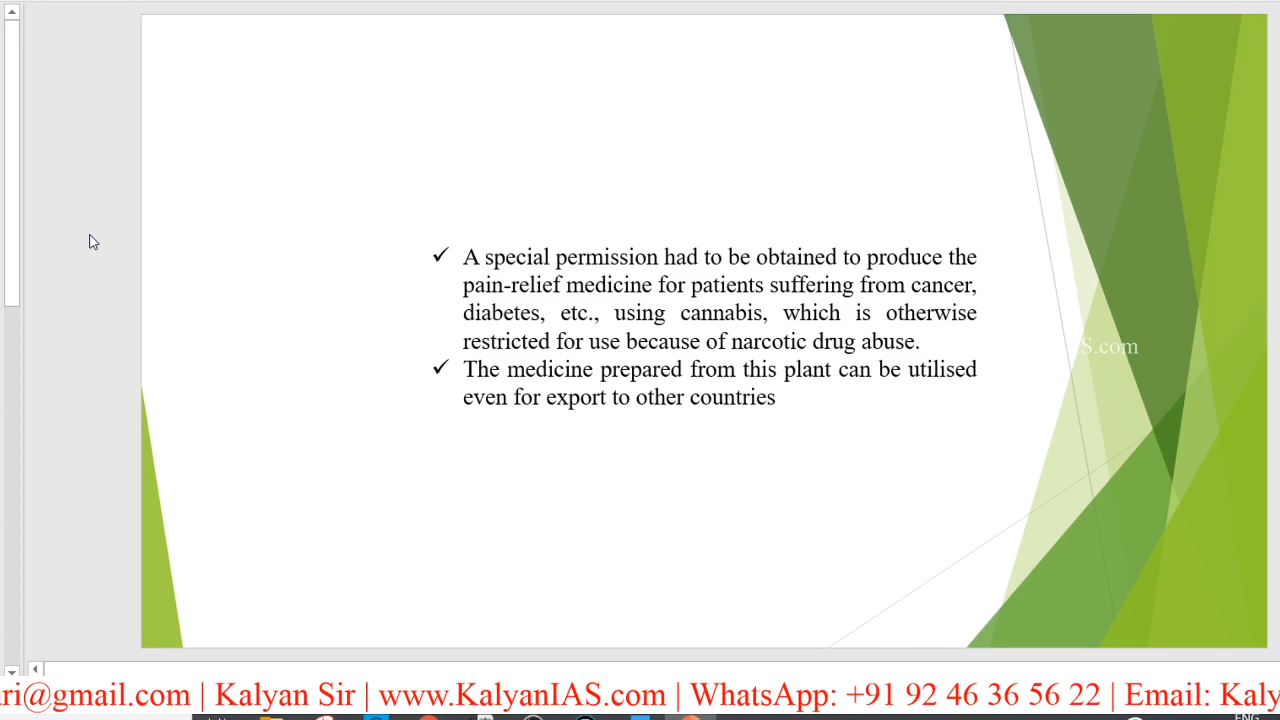 ✓ A special permission had to be obtained to produce the
pain-relief medicine for patients suffering from cancer,
diabetes, etc., using cannabis, which is otherwise
restricted for use because of narcotic drug abuse.
S.com
✓ The medicine prepared from this plant can be utilised
even for export to other countries
uri@gmail.com | Kalyan Sir | www.KalyanIAS.com | WhatsApp: +91 92 46 36 56 22 | Email: Kaly
ENG